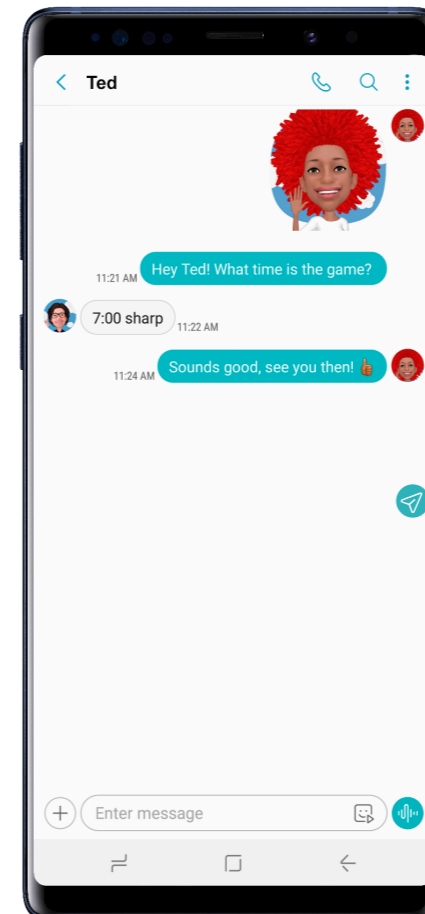 Ted
11:21 AM
Hey Ted! What time is the game?
7:00 sharp
11:22 AM
11:24 AM
Sounds good, see you then! 👍🏾
Enter message